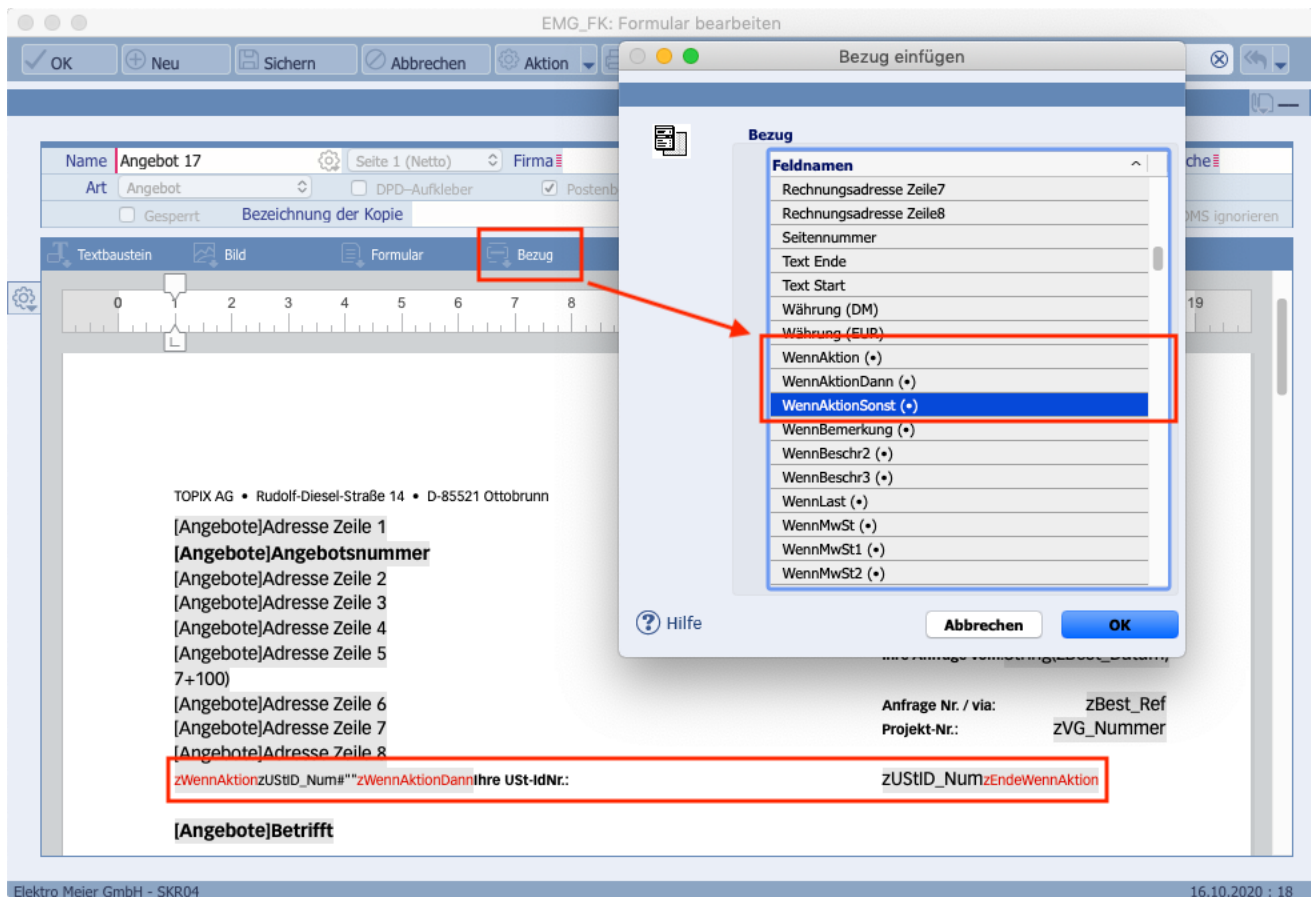 EMG_FK: Formular bearbeiten
OK Neu Sichern Abbrechen Aktion
Name Angebot 17 Seite 1 (Netto) Firma
Art Angebot DPD-Aufkleber
Gesperrt Bezeichnung der Kopie DMS ignorieren
Textbaustein Bild Formular Bezug
0 1 2 3 4 5 6 7 8 19
TOPIX AG • Rudolf-Diesel-Straße 14 • D-85521 Ottobrunn
[Angebote]Adresse Zeile 1
[Angebote]Angebotsnummer
[Angebote]Adresse Zeile 2
[Angebote]Adresse Zeile 3
[Angebote]Adresse Zeile 4
[Angebote]Adresse Zeile 5
7+100)
[Angebote]Adresse Zeile 6 Anfrage Nr. / via: zBest_Ref
[Angebote]Adresse Zeile 7 Projekt-Nr.: zVG_Nummer
[Angebote]Adresse Zeile 8
zWennAktionzUStID_Num#""zWennAktionDannIhre USt-IdNr.: zUStID_NumzEndeWennAktion
[Angebote]Betrifft
Bezug einfügen
Bezug
Feldnamen
Rechnungsadresse Zeile7
Rechnungsadresse Zeile8
Seitennummer
Text Ende
Text Start
Währung (DM)
Währung (EUR)
WennAktion (•)
WennAktionDann (•)
WennAktionSonst (•)
WennBemerkung (•)
WennBeschr2 (•)
WennBeschr3 (•)
WennLast (•)
WennMwSt (•)
WennMwSt1 (•)
WennMwSt2 (•)
Hilfe Abbrechen OK
Elektro Meier GmbH - SKR04 16.10.2020 : 18